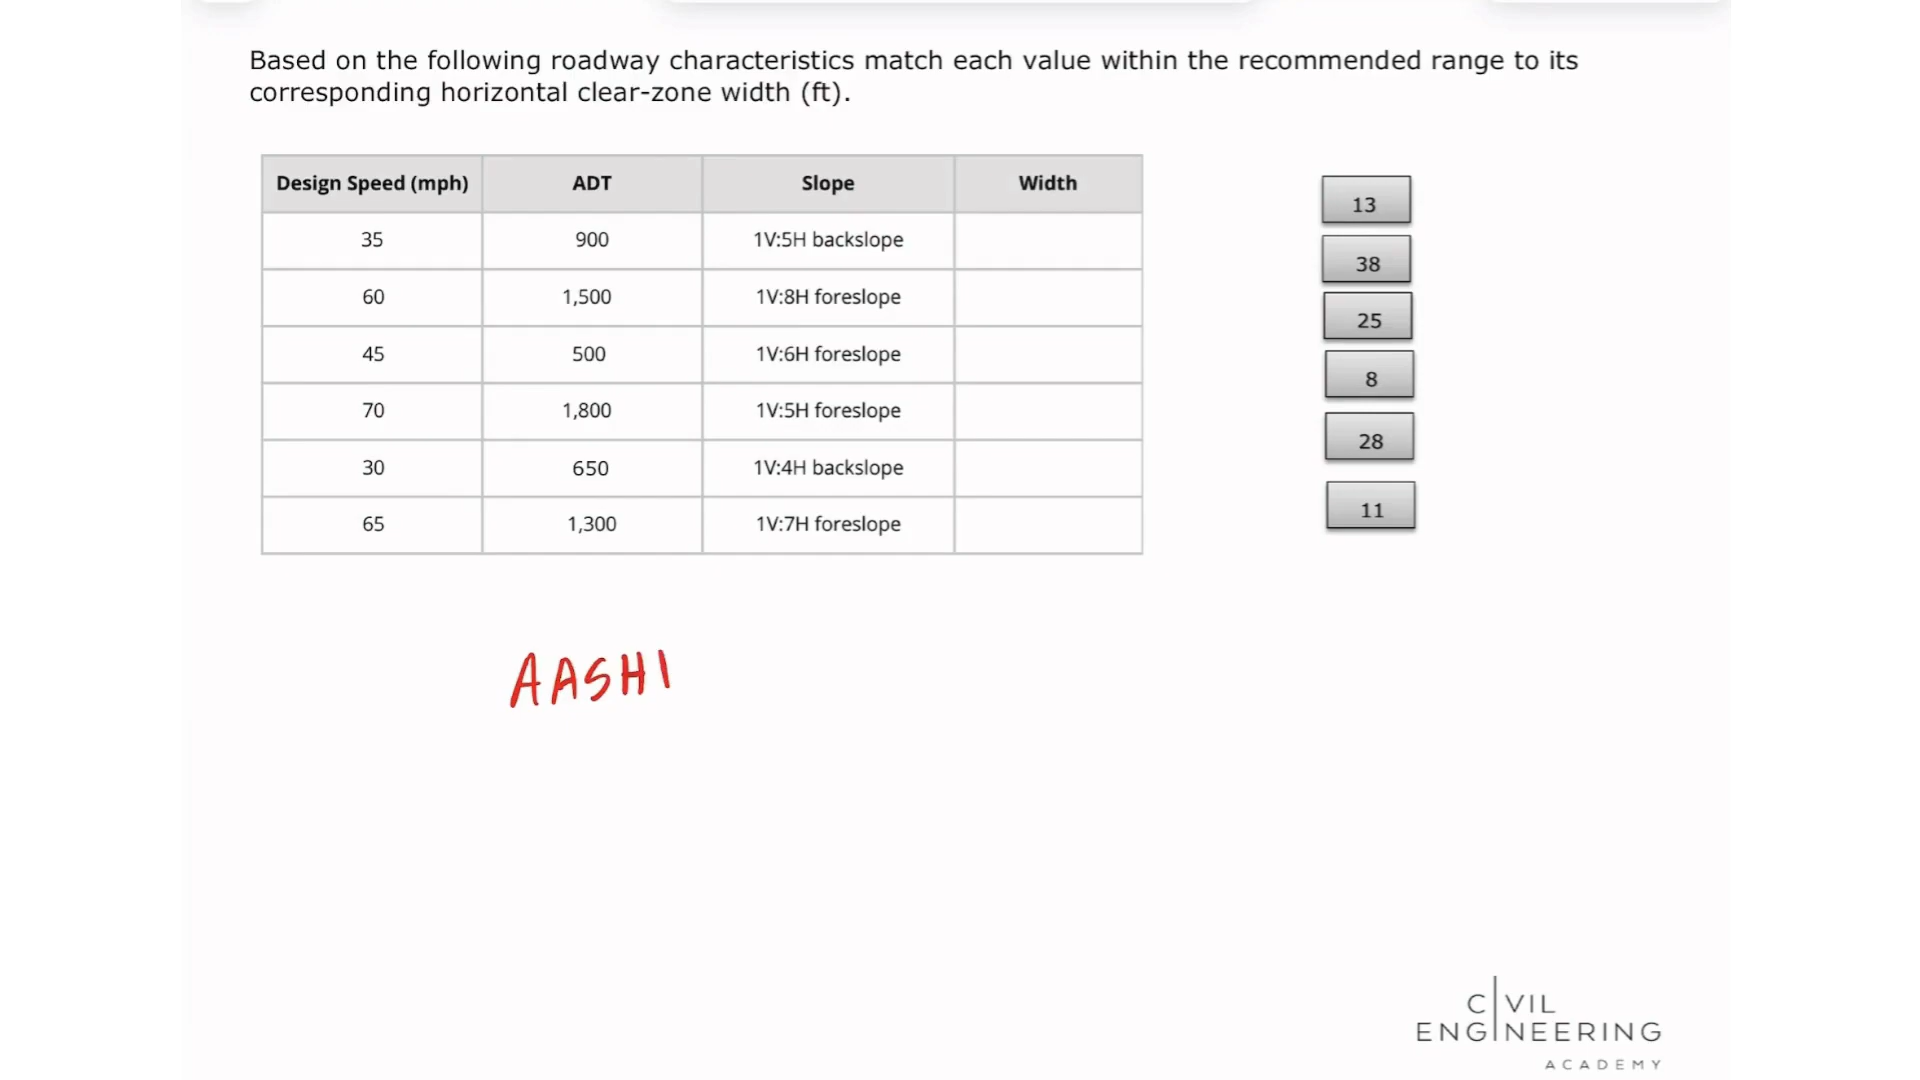 Based on the following roadway characteristics match each value within the recommended range to its
corresponding horizontal clear-zone width (ft).
Design Speed (mph) ADT Slope Width
35 900 1V:5H backslope
60 1,500 1V:8H foreslope
45 500 1V:6H foreslope
70 1,800 1V:5H foreslope
30 650 1V:4H backslope
65 1,300 1V:7H foreslope
13
38
25
8
28
11
AASHI
CIVIL
ENGINEERING
ACADEMY